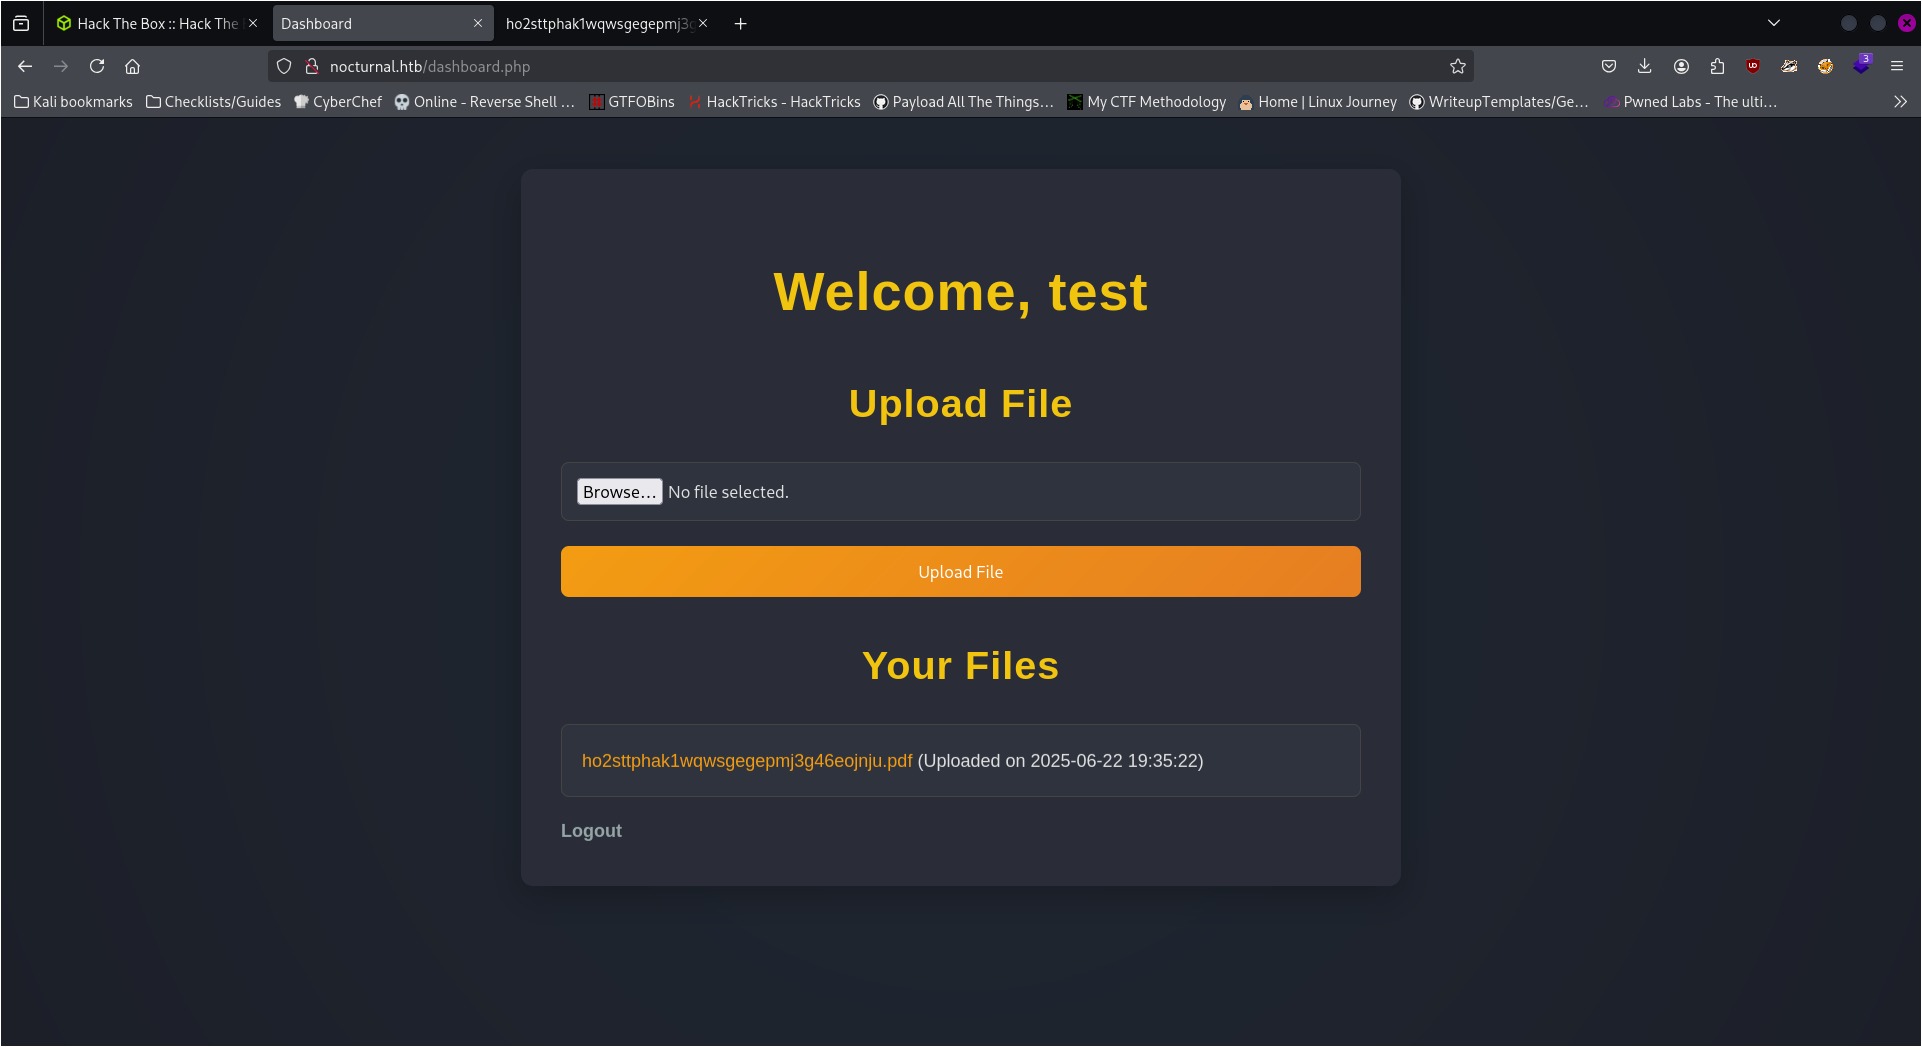 Hack The Box :: Hack The
Dashboard
ho2sttphak1wqwsgegepmj3g
nocturnal.htb/dashboard.php
3
Kali bookmarks
Checklists/Guides
CyberChef
Online - Reverse Shell …
GTFOBins
HackTricks - HackTricks
Payload All The Things…
My CTF Methodology
Home | Linux Journey
WriteupTemplates/Ge…
Pwned Labs - The ulti…
Welcome, test
Upload File
Browse… No file selected.
Upload File
Your Files
ho2sttphak1wqwsgegepmj3g46eojnju.pdf (Uploaded on 2025-06-22 19:35:22)
Logout